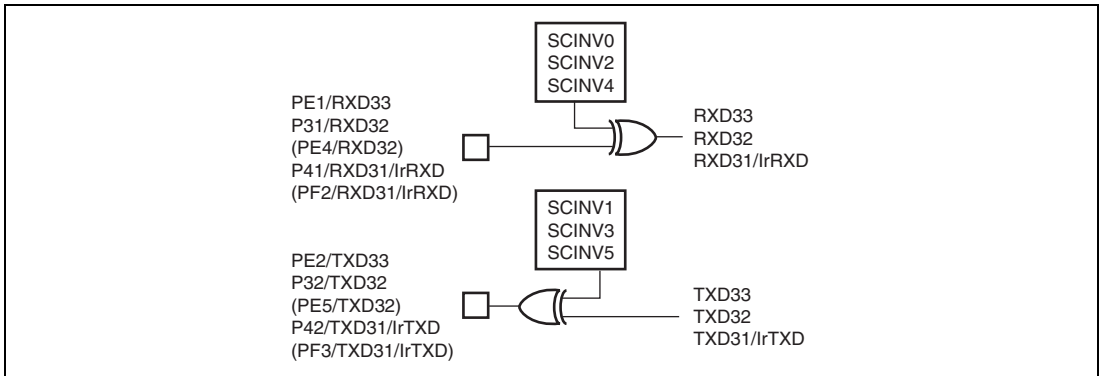 SCINV0
SCINV2
SCINV4
PE1/RXD33
P31/RXD32
(PE4/RXD32)
P41/RXD31/IrRXD
(PF2/RXD31/IrRXD)
RXD33
RXD32
RXD31/IrRXD
SCINV1
SCINV3
SCINV5
PE2/TXD33
P32/TXD32
(PE5/TXD32)
P42/TXD31/IrTXD
(PF3/TXD31/IrTXD)
TXD33
TXD32
TXD31/IrTXD